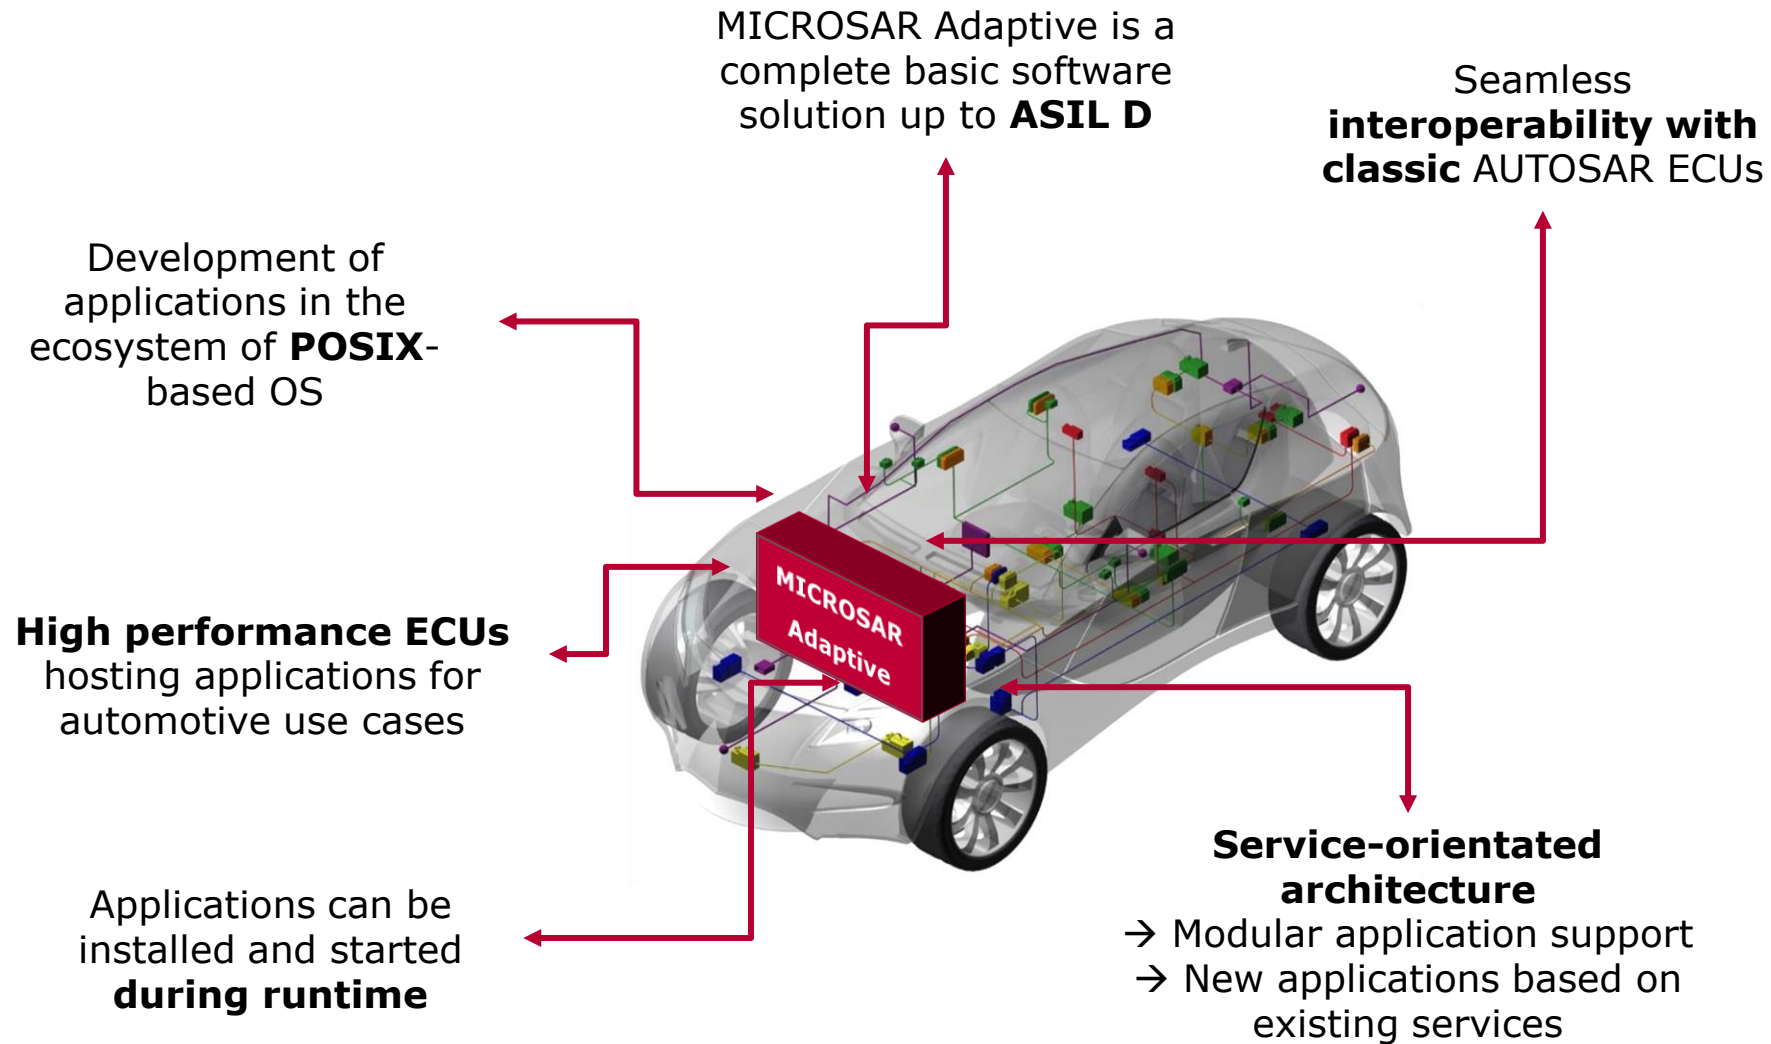 MICROSAR Adaptive is a
complete basic software
solution up to ASIL D
Seamless
interoperability with
classic AUTOSAR ECUs
Development of
applications in the
ecosystem of POSIX-
based OS
High performance ECUs
hosting applications for
automotive use cases
MICROSAR
Adaptive
Applications can be
installed and started
during runtime
Service-orientated
architecture
→ Modular application support
→ New applications based on
existing services